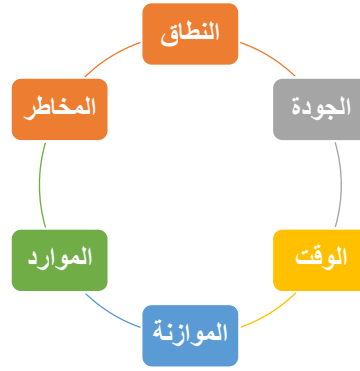 النطاق
الجودة
المخاطر
الوقت
الموارد
الموازنة